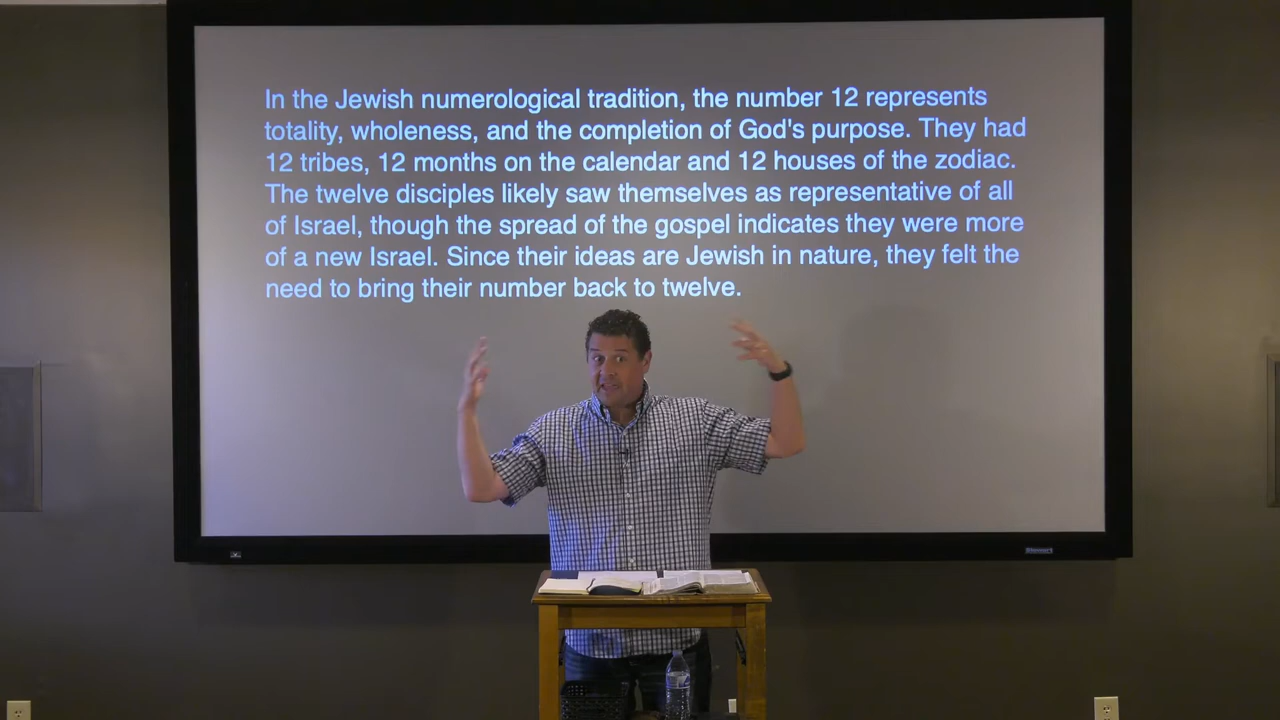 In the Jewish numerological tradition, the number 12 represents
totality, wholeness, and the completion of God's purpose. They had
12 tribes, 12 months on the calendar and 12 houses of the zodiac.
The twelve disciples likely saw themselves as representative of all
of Israel, though the spread of the gospel indicates they were more
of a new Israel. Since their ideas are Jewish in nature, they felt the
need to bring their number back to twelve.